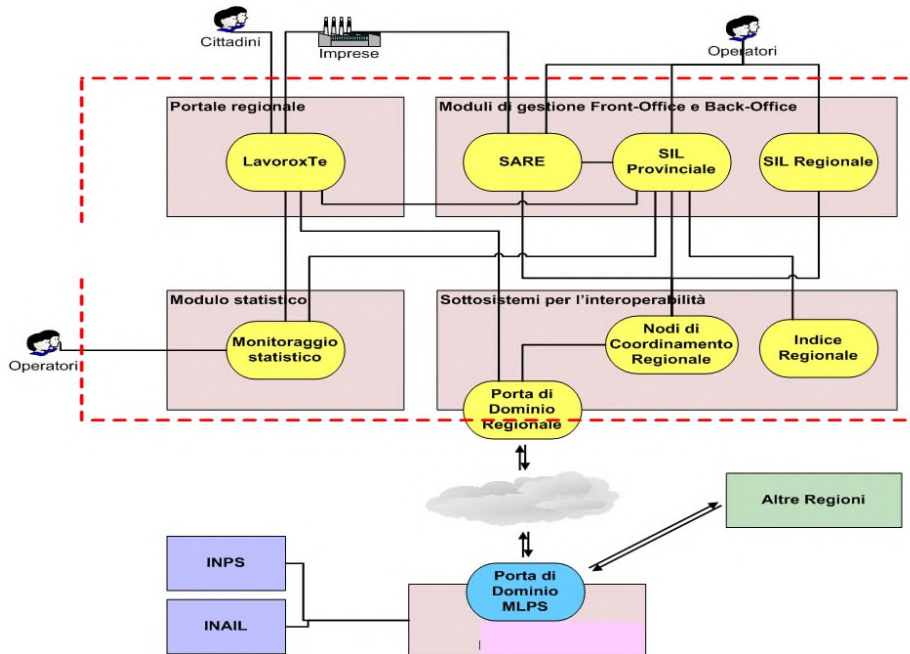 Cittadini
Imprese
Operatori
Portale regionale
Moduli di gestione Front-Office e Back-Office
LavoroxTe
SARE
SIL
Provinciale
SIL Regionale
Modulo statistico
Sottosistemi per l'interoperabilità
Monitoraggio
statistico
Nodi di
Coordinamento
Regionale
Indice
Regionale
Operatori
Porta di
Dominio
Regionale
Altre Regioni
INPS
Porta di
Dominio
MLPS
INAIL